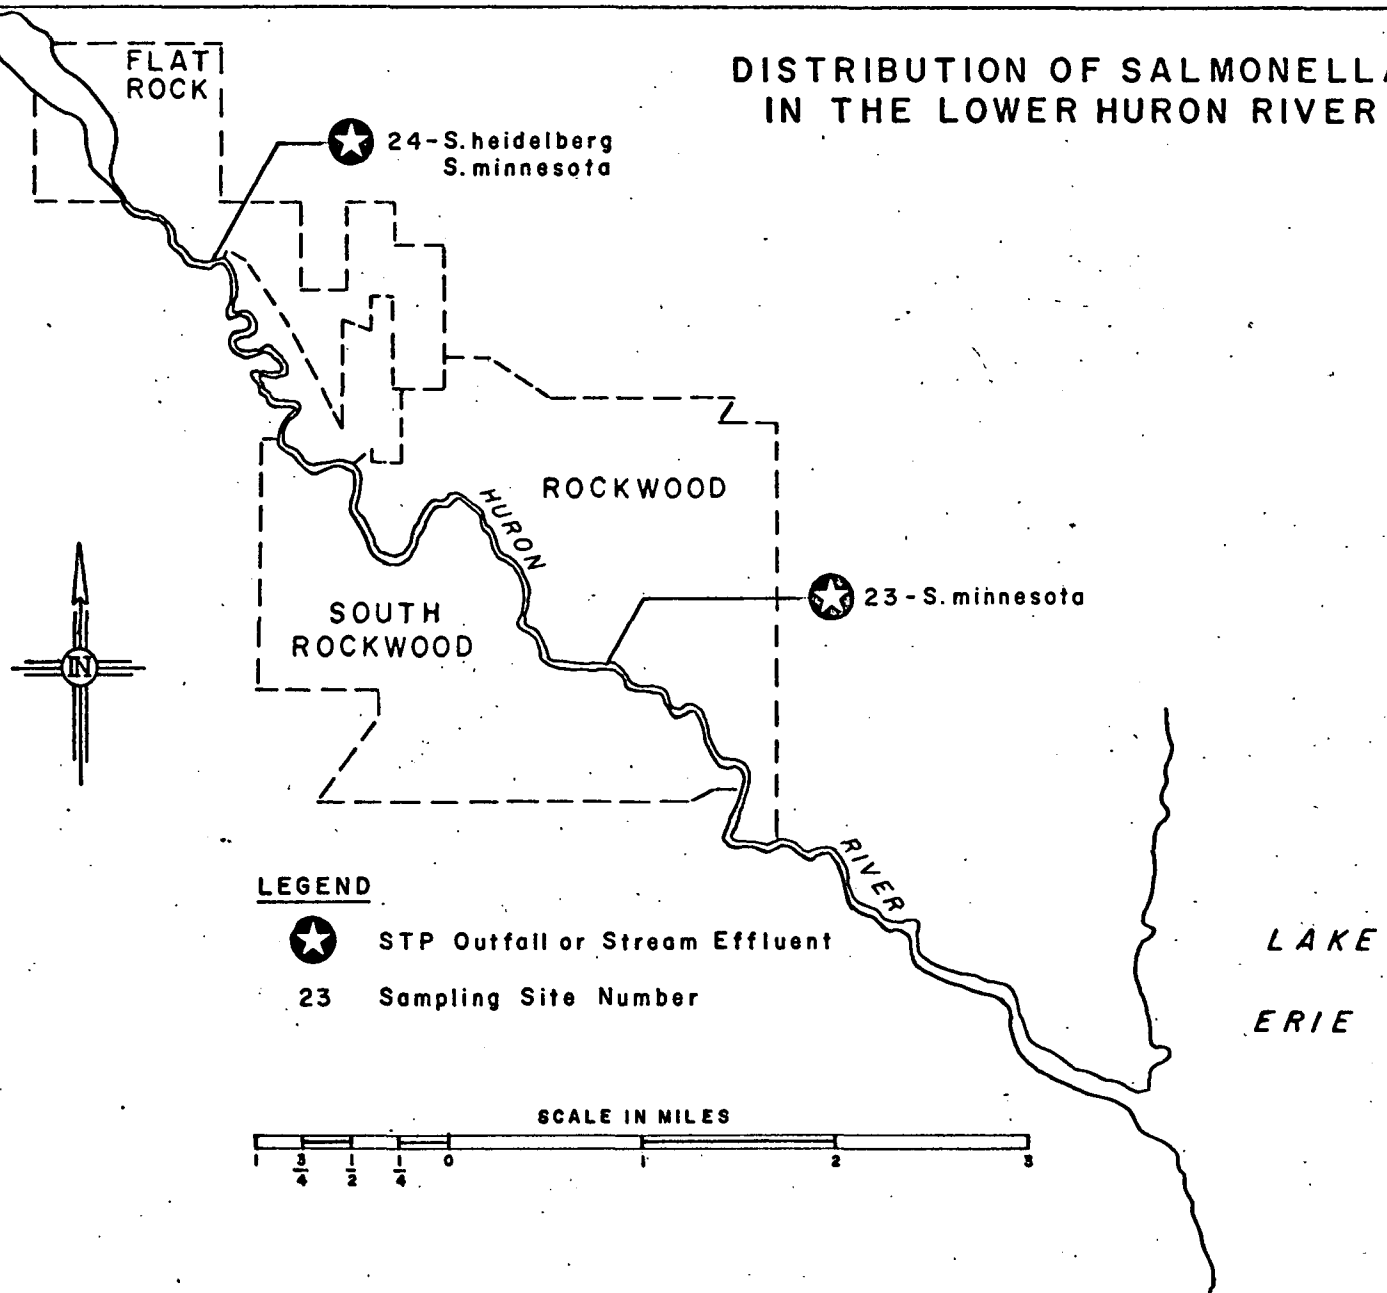 DISTRIBUTION OF SALMONELLA
IN THE LOWER HURON RIVER
FLAT
ROCK
24-S. heidelberg
S. minnesota
ROCKWOOD
HURON
23-S. minnesota
SOUTH
ROCKWOOD
N
RIVER
LEGEND
STP Outfall or Stream Effluent
23 Sampling Site Number
LAKE
ERIE
SCALE IN MILES
1 3/4 1/2 1/4 0 1 2 3